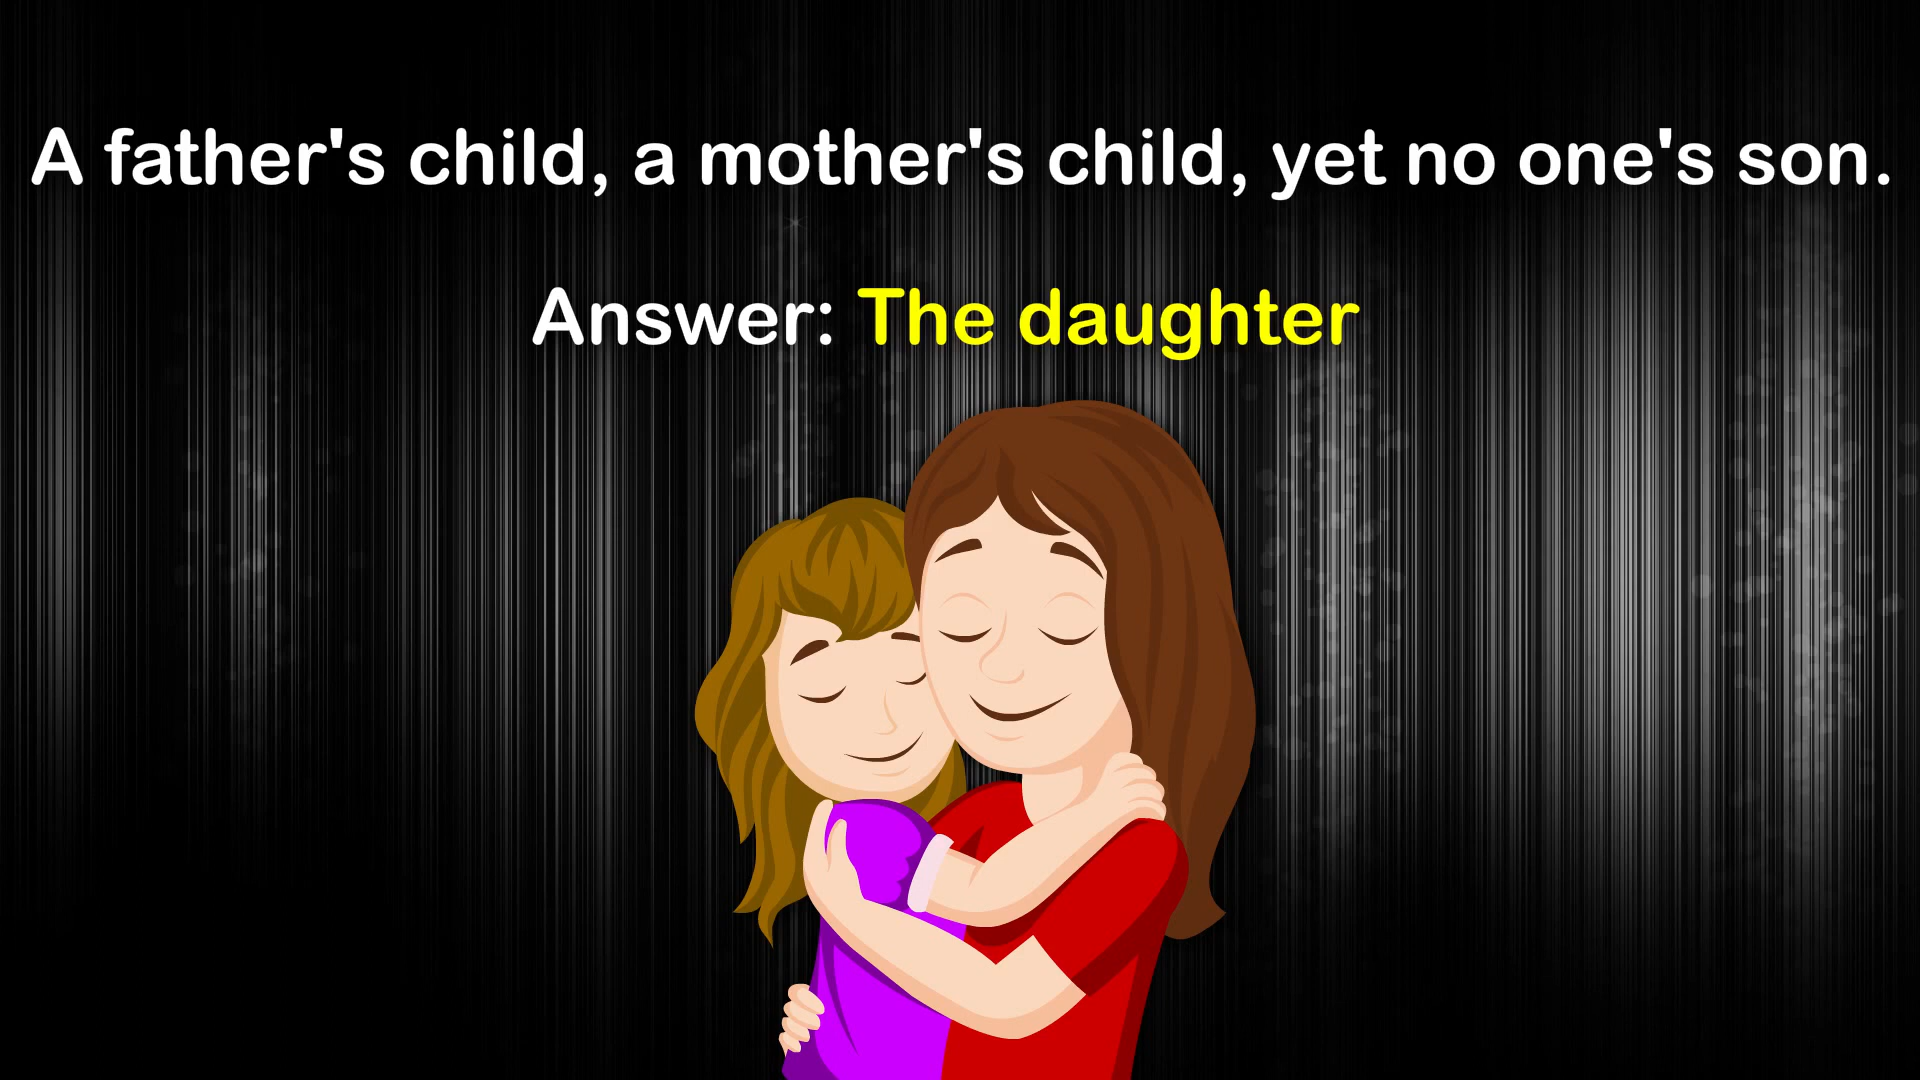 A father's child, a mother's child, yet no one's son.
Answer: The daughter